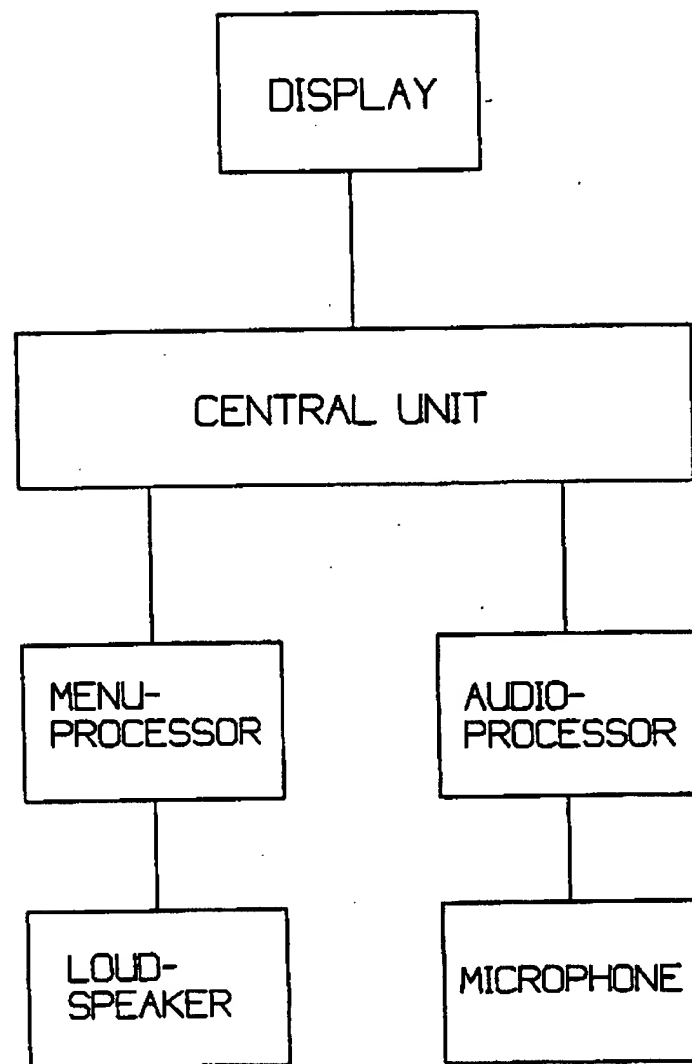 DISPLAY
CENTRAL UNIT
MENU-
PROCESSOR
AUDIO-
PROCESSOR
LOUD-
SPEAKER
MICROPHONE